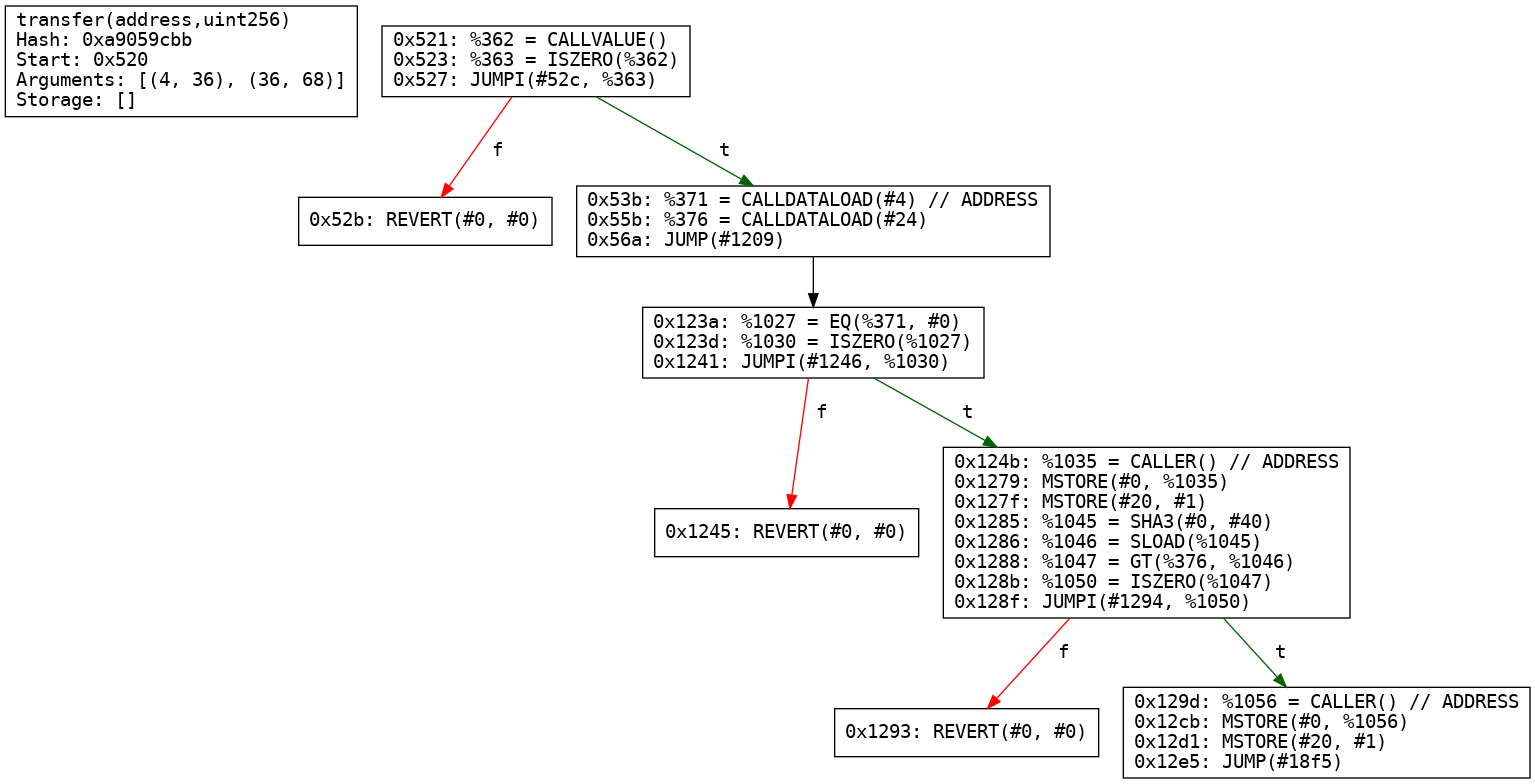 transfer(address,uint256)
Hash: 0xa9059cbb
Start: 0x520
Arguments: [(4, 36), (36, 68)]
Storage: []
0x521: %362 = CALLVALUE()
0x523: %363 = ISZERO(%362)
0x527: JUMPI(#52c, %363)
f
t
0x52b: REVERT(#0, #0)
0x53b: %371 = CALLDATALOAD(#4) // ADDRESS
0x55b: %376 = CALLDATALOAD(#24)
0x56a: JUMP(#1209)
0x123a: %1027 = EQ(%371, #0)
0x123d: %1030 = ISZERO(%1027)
0x1241: JUMPI(#1246, %1030)
f
t
0x1245: REVERT(#0, #0)
0x124b: %1035 = CALLER() // ADDRESS
0x1279: MSTORE(#0, %1035)
0x127f: MSTORE(#20, #1)
0x1285: %1045 = SHA3(#0, #40)
0x1286: %1046 = SLOAD(%1045)
0x1288: %1047 = GT(%376, %1046)
0x128b: %1050 = ISZERO(%1047)
0x128f: JUMPI(#1294, %1050)
f
t
0x1293: REVERT(#0, #0)
0x129d: %1056 = CALLER() // ADDRESS
0x12cb: MSTORE(#0, %1056)
0x12d1: MSTORE(#20, #1)
0x12e5: JUMP(#18f5)